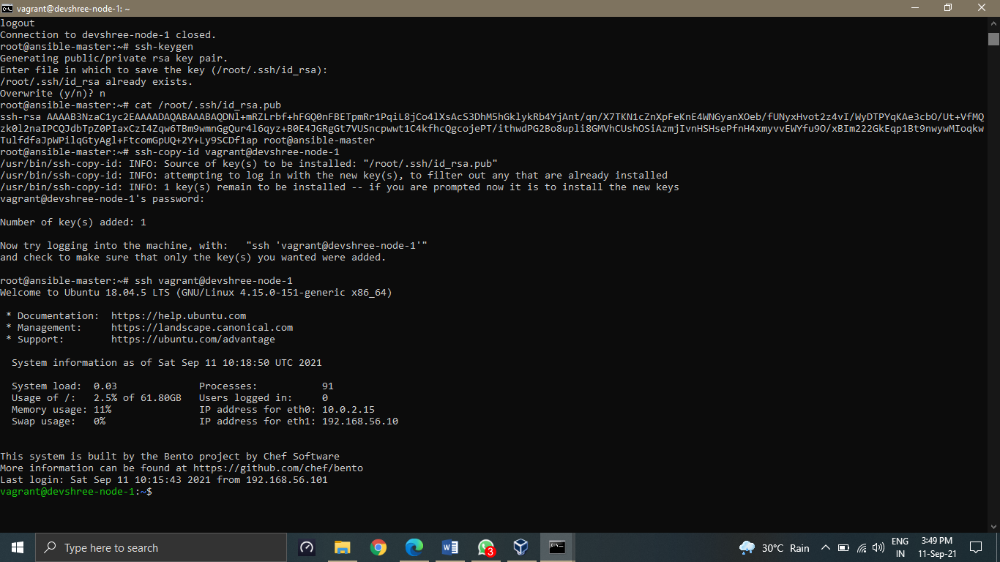 vagrant@devshree-node-1: ~
logout
Connection to devshree-node-1 closed.
root@ansible-master:~# ssh-keygen
Generating public/private rsa key pair.
Enter file in which to save the key (/root/.ssh/id_rsa):
/root/.ssh/id_rsa already exists.
Overwrite (y/n)? n
root@ansible-master:~# cat /root/.ssh/id_rsa.pub
ssh-rsa AAAAB3NzaC1yc2EAAAADAQABAAABAQDNl+mRZLrbf+hFGQ0nFBETpmRr1PqiL8jCo4lXsAcS3DhM5hGklykRb4YjAnt/qn/X7TKN1cZnXpFeKnE4WNGyanXOeb/fUNyxHvot2z4vI/WyDTPYqKAe3cbO/Ut+VfMQ
zk0l2naIPCQJdbTpZ0PIaxCzI4Zqw6TBm9wmnGgQur4l6qyz+B0E4JGRgGt7VUSncpwwt1C4kfhcQgcojePT/ithwdPG2Bo8upli8GMVhCUshOSiAzmjIvnHSHsePfnH4xmyvvEWYfu9O/xBIm222GkEqp1Bt9nwywMIoqkw
TulfdfaJpWPilqGtyAgl+FtcomGpUQ+2Y+Ly9SCDf1ap root@ansible-master
root@ansible-master:~# ssh-copy-id vagrant@devshree-node-1
/usr/bin/ssh-copy-id: INFO: Source of key(s) to be installed: "/root/.ssh/id_rsa.pub"
/usr/bin/ssh-copy-id: INFO: attempting to log in with the new key(s), to filter out any that are already installed
/usr/bin/ssh-copy-id: INFO: 1 key(s) remain to be installed -- if you are prompted now it is to install the new keys
vagrant@devshree-node-1's password:
Number of key(s) added: 1
Now try logging into the machine, with:   "ssh 'vagrant@devshree-node-1'"
and check to make sure that only the key(s) you wanted were added.
root@ansible-master:~# ssh vagrant@devshree-node-1
Welcome to Ubuntu 18.04.5 LTS (GNU/Linux 4.15.0-151-generic x86_64)
* Documentation:  https://help.ubuntu.com
* Management:     https://landscape.canonical.com
* Support:        https://ubuntu.com/advantage
System information as of Sat Sep 11 10:18:50 UTC 2021
System load:  0.03              Processes:           91
Usage of /:   2.5% of 61.80GB   Users logged in:     0
Memory usage: 11%               IP address for eth0: 10.0.2.15
Swap usage:   0%                IP address for eth1: 192.168.56.10
This system is built by the Bento project by Chef Software
More information can be found at https://github.com/chef/bento
Last login: Sat Sep 11 10:15:43 2021 from 192.168.56.101
vagrant@devshree-node-1:~$
Type here to search
3
30°C Rain
ENG
IN
3:49 PM
11-Sep-21